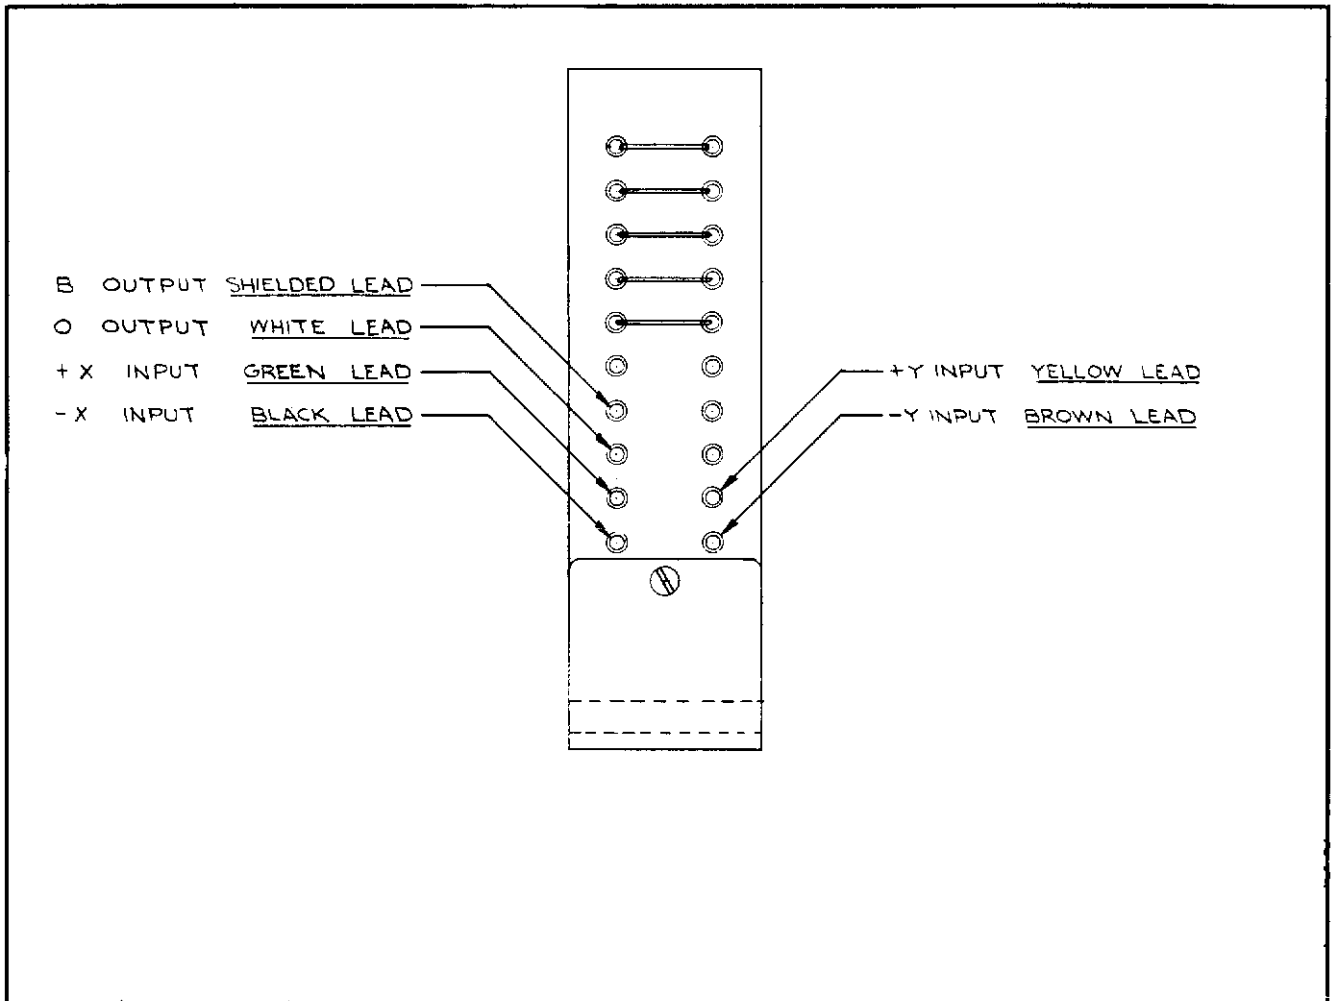 B OUTPUT SHIELDED LEAD
O OUTPUT WHITE LEAD
+ X INPUT GREEN LEAD
- X INPUT BLACK LEAD
+Y INPUT YELLOW LEAD
-Y INPUT BROWN LEAD